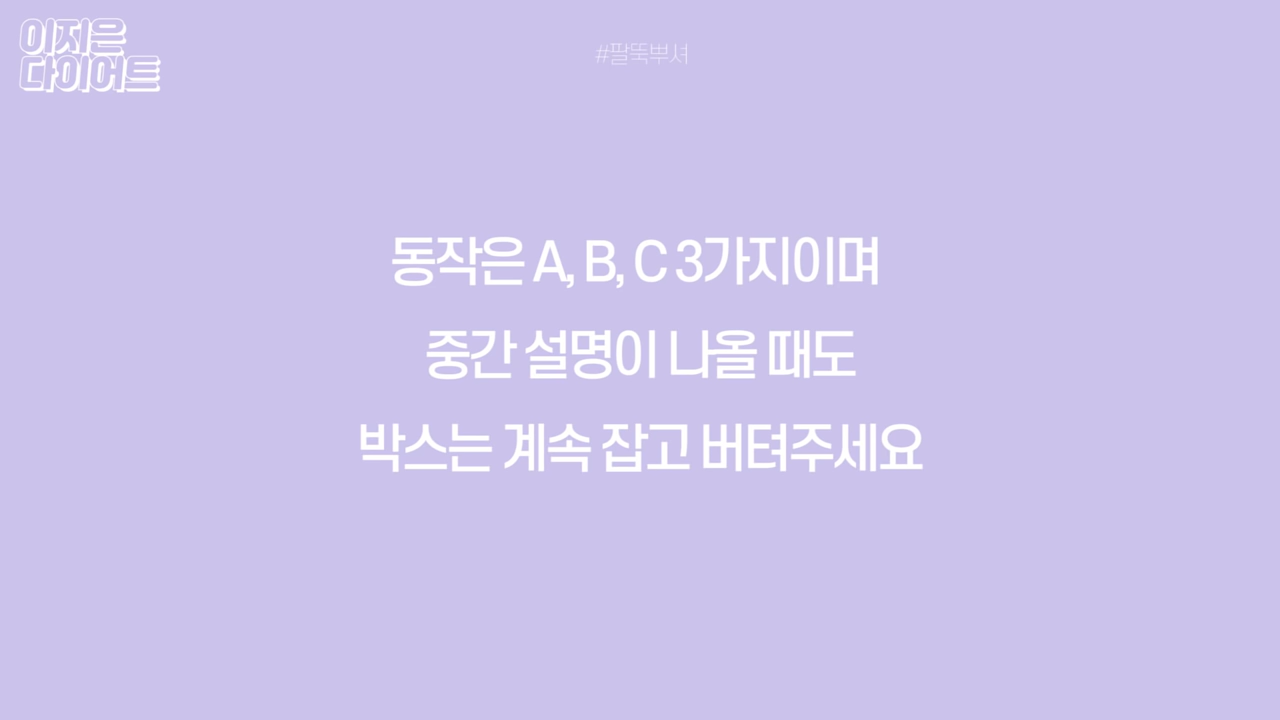 이지은
다이어트
#팔뚝뿌셔
동작은 A, B, C 3가지이며
중간 설명이 나올 때도
박스는 계속 잡고 버텨주세요